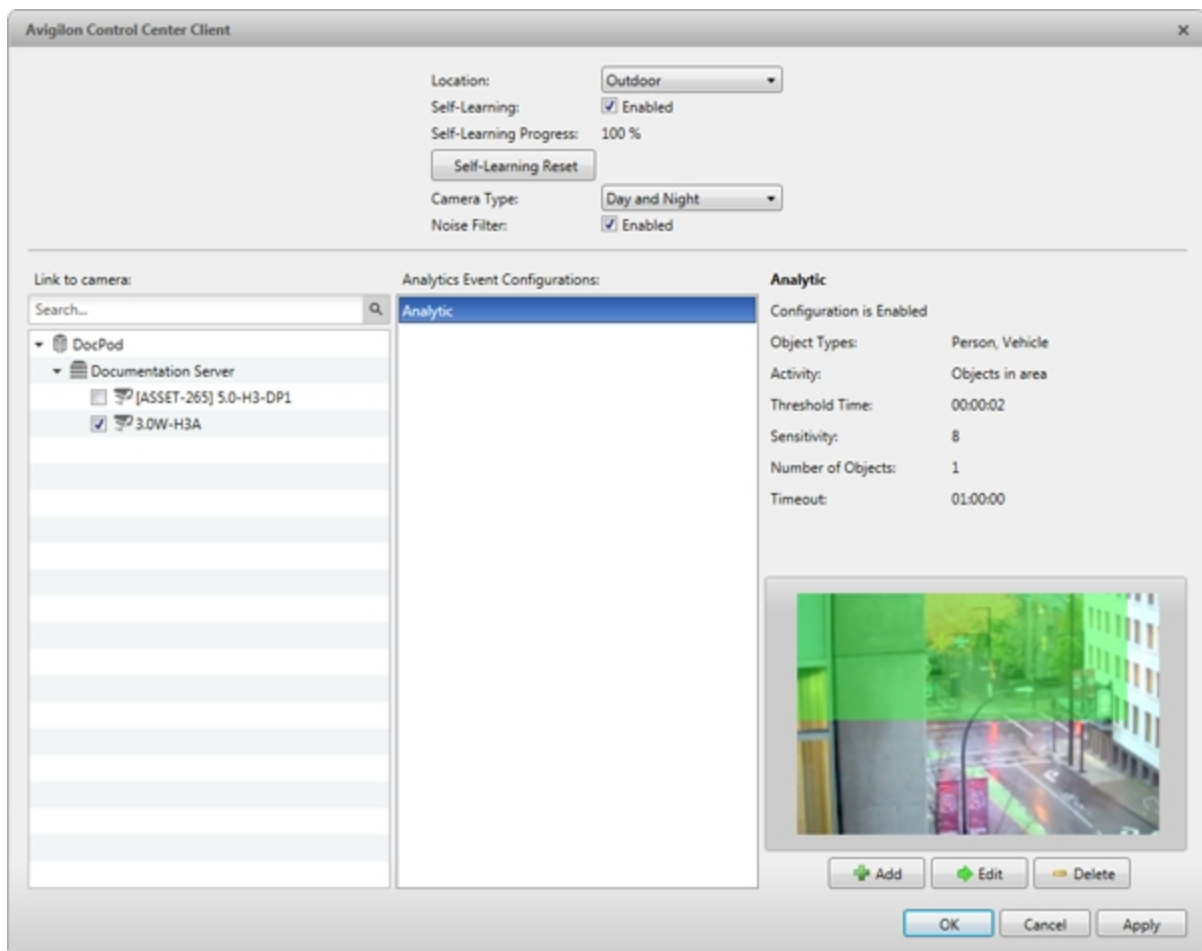 Avigilon Control Center Client
Location: Outdoor
Self-Learning: Enabled
Self-Learning Progress: 100 %
Self-Learning Reset
Camera Type: Day and Night
Noise Filter: Enabled
Link to camera:
Search...
DocPod
Documentation Server
[ASSET-265] 5.0-H3-DP1
3.0W-H3A
Analytics Event Configurations:
Analytic
Analytic
Configuration is Enabled
Object Types: Person, Vehicle
Activity: Objects in area
Threshold Time: 00:00:02
Sensitivity: 8
Number of Objects: 1
Timeout: 01:00:00
Add Edit Delete
OK Cancel Apply